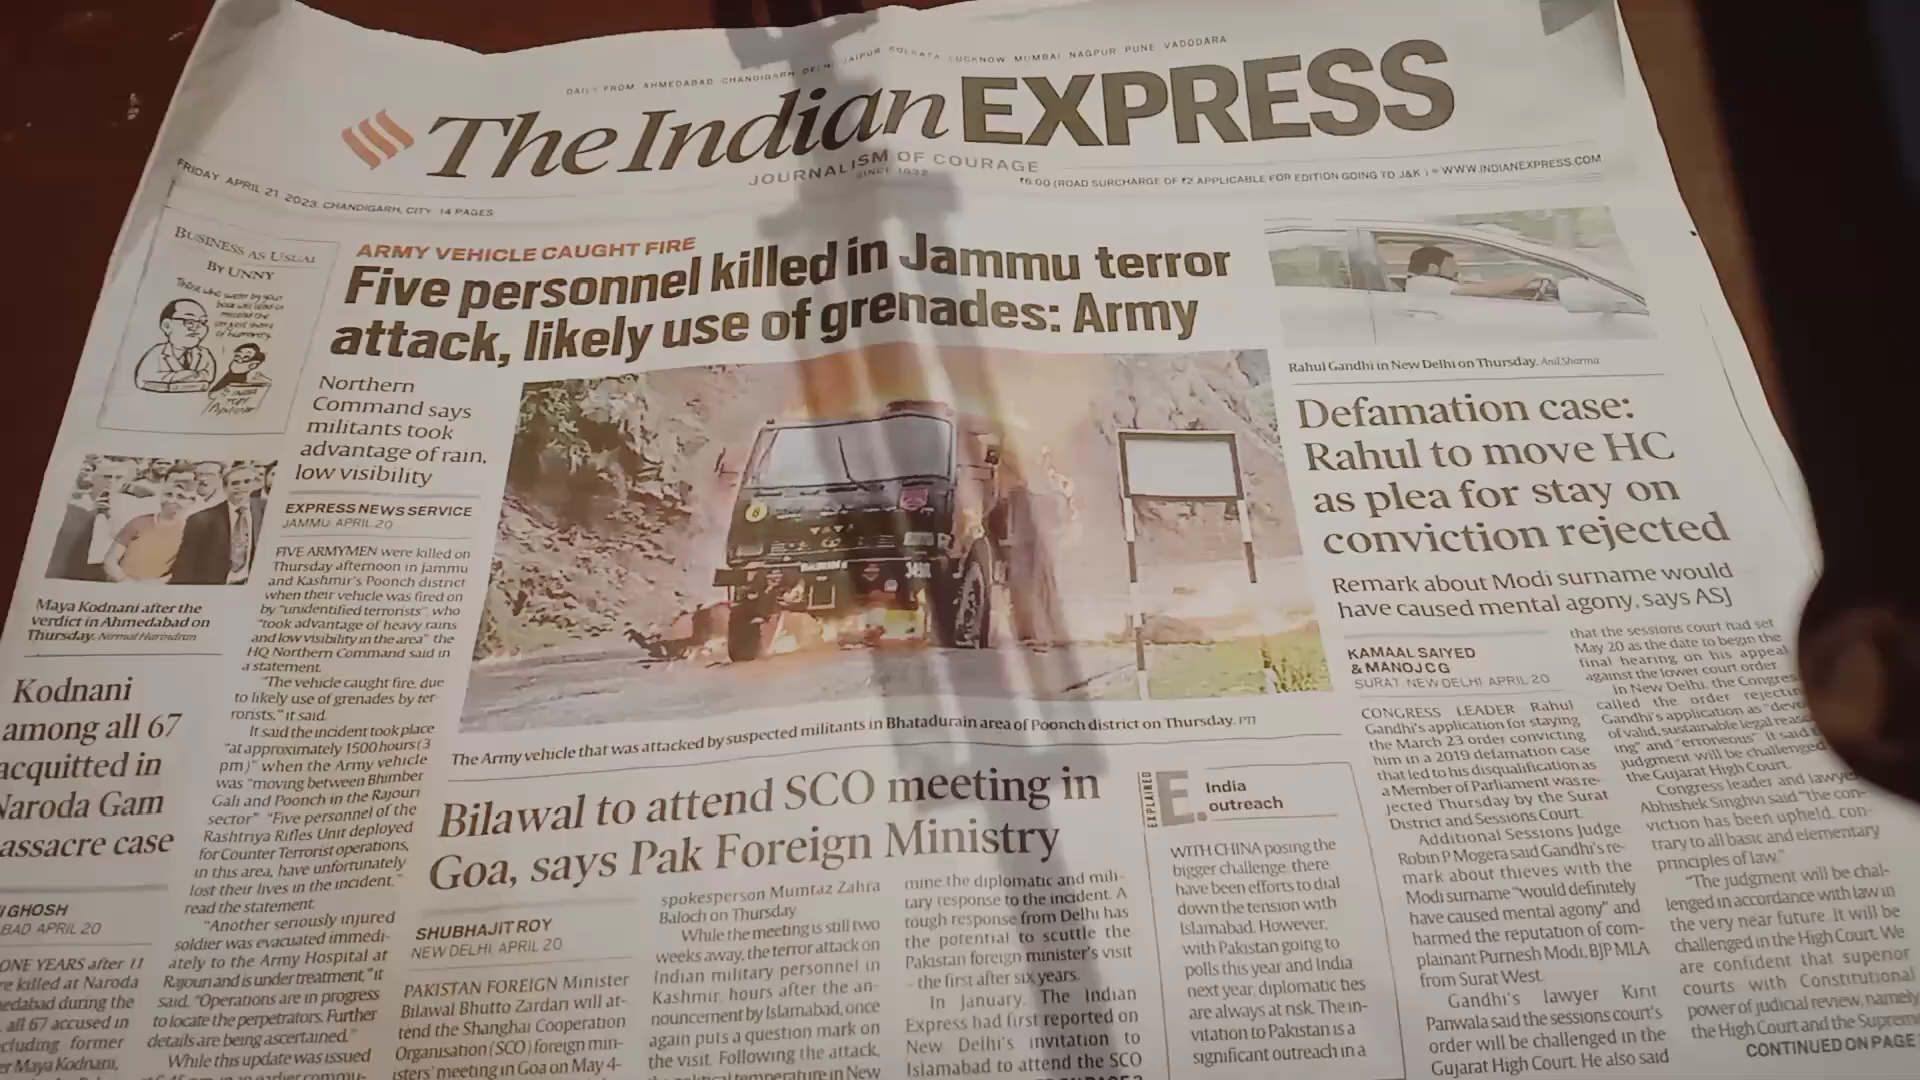 DAILY FROM AHMEDABAD CHANDIGARH DELHI JAIPUR KOLKATA LUCKNOW MUMBAI NAGPUR PUNE VADODARA
The Indian EXPRESS
JOURNALISM OF COURAGE
SINCE 1932
FRIDAY, APRIL 21, 2023, CHANDIGARH, CITY, 14 PAGES
₹6.00 (ROAD SURCHARGE OF ₹2 APPLICABLE FOR EDITION GOING TO J&K) WWW.INDIANEXPRESS.COM
BUSINESS AS USUAL
BY UNNY
Maya Kodnani after the
verdict in Ahmedabad on
Thursday. Nirmal Harindran
Kodnani
among all 67
acquitted in
Naroda Gam
assacre case
GHOSH
BAD APRIL 20
ONE YEARS after 11
re killed at Naroda
medabad during the
all 67 accused in
cluding former
er Maya Kodnani,
ARMY VEHICLE CAUGHT FIRE
Five personnel killed in Jammu terror
attack, likely use of grenades: Army
Northern
Command says
militants took
advantage of rain,
low visibility
EXPRESS NEWS SERVICE
JAMMU, APRIL 20
FIVE ARMYMEN were killed on
Thursday afternoon in Jammu
and Kashmir's Poonch district
when their vehicle was fired on
by "unidentified terrorists", who
"took advantage of heavy rains
and low visibility in the area" the
HQ Northern Command said in
a statement.
"The vehicle caught fire, due
to likely use of grenades by ter-
rorists," it said.
It said the incident took place
"at approximately 1500 hours (3
pm)" when the Army vehicle
was "moving between Bhimber
Gali and Poonch in the Rajouri
sector". "Five personnel of the
Rashtriya Rifles Unit deployed
for Counter Terrorist operations,
in this area, have unfortunately
lost their lives in the incident,"
read the statement.
"Another seriously injured
soldier was evacuated immedi-
ately to the Army Hospital at
Rajouri and is under treatment," it
said. "Operations are in progress
to locate the perpetrators. Further
details are being ascertained."
While this update was issued
The Army vehicle that was attacked by suspected militants in Bhatadurain area of Poonch district on Thursday. PTI
Bilawal to attend SCO meeting in
Goa, says Pak Foreign Ministry
SHUBHAJIT ROY
NEW DELHI, APRIL 20
PAKISTAN FOREIGN Minister
Bilawal Bhutto Zardari will at-
tend the Shanghai Cooperation
Organisation (SCO) foreign min-
isters' meeting in Goa on May 4-
spokesperson Mumtaz Zahra
Baloch on Thursday.
While the meeting is still two
weeks away, the terror attack on
Indian military personnel in
Kashmir, hours after the an-
nouncement by Islamabad, once
again puts a question mark on
the visit. Following the attack,
temperature in New
mine the diplomatic and mili-
tary response to the incident. A
tough response from Delhi has
the potential to scuttle the
Pakistan foreign minister's visit
- the first after six years.
In January, The Indian
Express had first reported on
New Delhi's invitation to
Islamabad to attend the SCO
EXPLAINED
E.
India
outreach
WITH CHINA posing the
bigger challenge, there
have been efforts to dial
down the tension with
Islamabad. However,
with Pakistan going to
polls this year and India
next year, diplomatic ties
are always at risk. The in-
vitation to Pakistan is a
significant outreach in a
Rahul Gandhi in New Delhi on Thursday. Anil Sharma
Defamation case:
Rahul to move HC
as plea for stay on
conviction rejected
Remark about Modi surname would
have caused mental agony, says ASJ
KAMAAL SAIYED
& MANOJ C G
SURAT, NEW DELHI, APRIL 20
CONGRESS LEADER Rahul
Gandhi's application for staying
the March 23 order convicting
him in a 2019 defamation case
that led to his disqualification as
a Member of Parliament was re-
jected Thursday by the Surat
District and Sessions Court.
Additional Sessions Judge
Robin P Mogera said Gandhi's re-
mark about thieves with the
Modi surname "would definitely
have caused mental agony" and
harmed the reputation of com-
plainant Purnesh Modi, BJP MLA
from Surat West.
Gandhi's lawyer Kirit
Panwala said the sessions court's
order will be challenged in the
Gujarat High Court. He also said
that the sessions court had set
May 20 as the date to begin the
final hearing on his appeal
against the lower court order.
In New Delhi, the Congres
called the order rejecti
Gandhi's application as "devo
of valid, sustainable legal reaso
ing" and "erroneous". It said
judgment will be challenged
the Gujarat High Court.
Congress leader and lawye
Abhishek Singhvi said "the con-
viction has been upheld, con-
trary to all basic and elementary
principles of law."
"The judgment will be chal-
lenged in accordance with law in
the very near future. It will be
challenged in the High Court. We
are confident that superior
courts with Constitutional
power of judicial review, namely
the High Court and the Supreme
CONTINUED ON PAGE